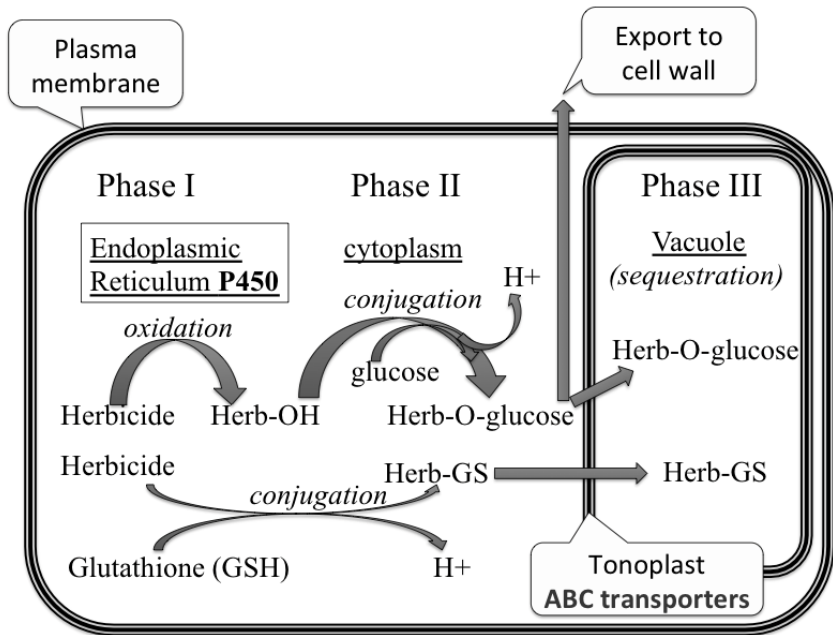 Plasma
membrane
Export to
cell wall
Phase I
Phase II
Phase III
Endoplasmic
Reticulum P450
cytoplasm
Vacuole
(sequestration)
H+
conjugation
oxidation
glucose
Herb-O-glucose
Herbicide
Herb-OH
Herb-O-glucose
Herbicide
Herb-GS
Herb-GS
conjugation
Glutathione (GSH)
H+
Tonoplast
ABC transporters